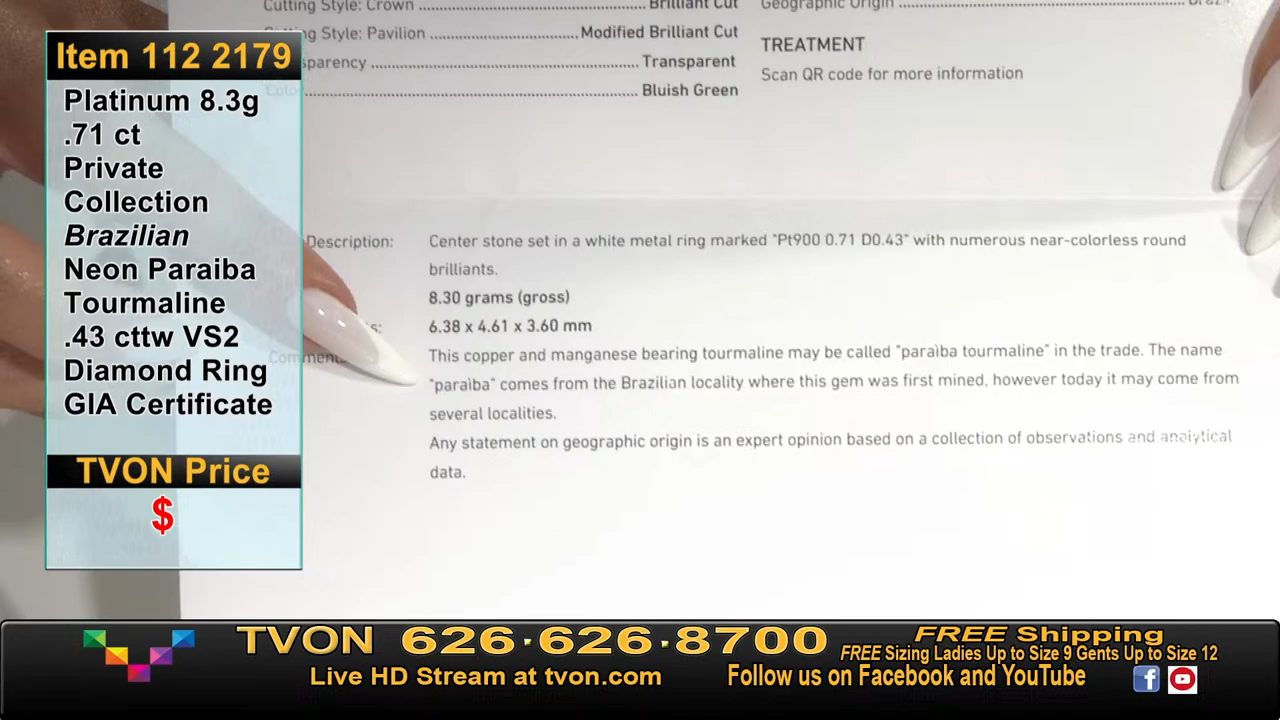 Cutting Style: Crown Brilliant Cut
Geographic Origin
ng Style: Pavilion Modified Brilliant Cut
TREATMENT
sparency Transparent
Scan QR code for more information
Color Bluish Green
Item 112 2179
Platinum 8.3g
.71 ct
Private
Collection
Brazilian
Neon Paraiba
Tourmaline
.43 cttw VS2
Diamond Ring
GIA Certificate
TVON Price
$
Description: Center stone set in a white metal ring marked "Pt900 0.71 D0.43" with numerous near-colorless round
brilliants.
8.30 grams (gross)
s: 6.38 x 4.61 x 3.60 mm
Commen This copper and manganese bearing tourmaline may be called "paraìba tourmaline" in the trade. The name
"paraìba" comes from the Brazilian locality where this gem was first mined, however today it may come from
several localities.
Any statement on geographic origin is an expert opinion based on a collection of observations and analytical
data.
TVON 626·626·8700
FREE Shipping
FREE Sizing Ladies Up to Size 9 Gents Up to Size 12
Live HD Stream at tvon.com
Follow us on Facebook and YouTube